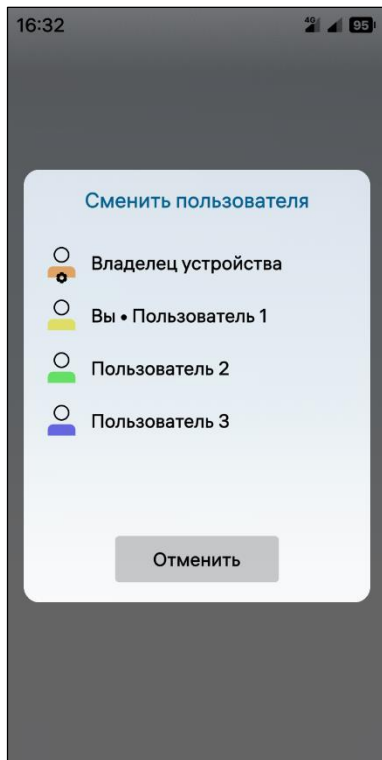 16:32
4G 95
Сменить пользователя
Владелец устройства
Вы • Пользователь 1
Пользователь 2
Пользователь 3
Отменить